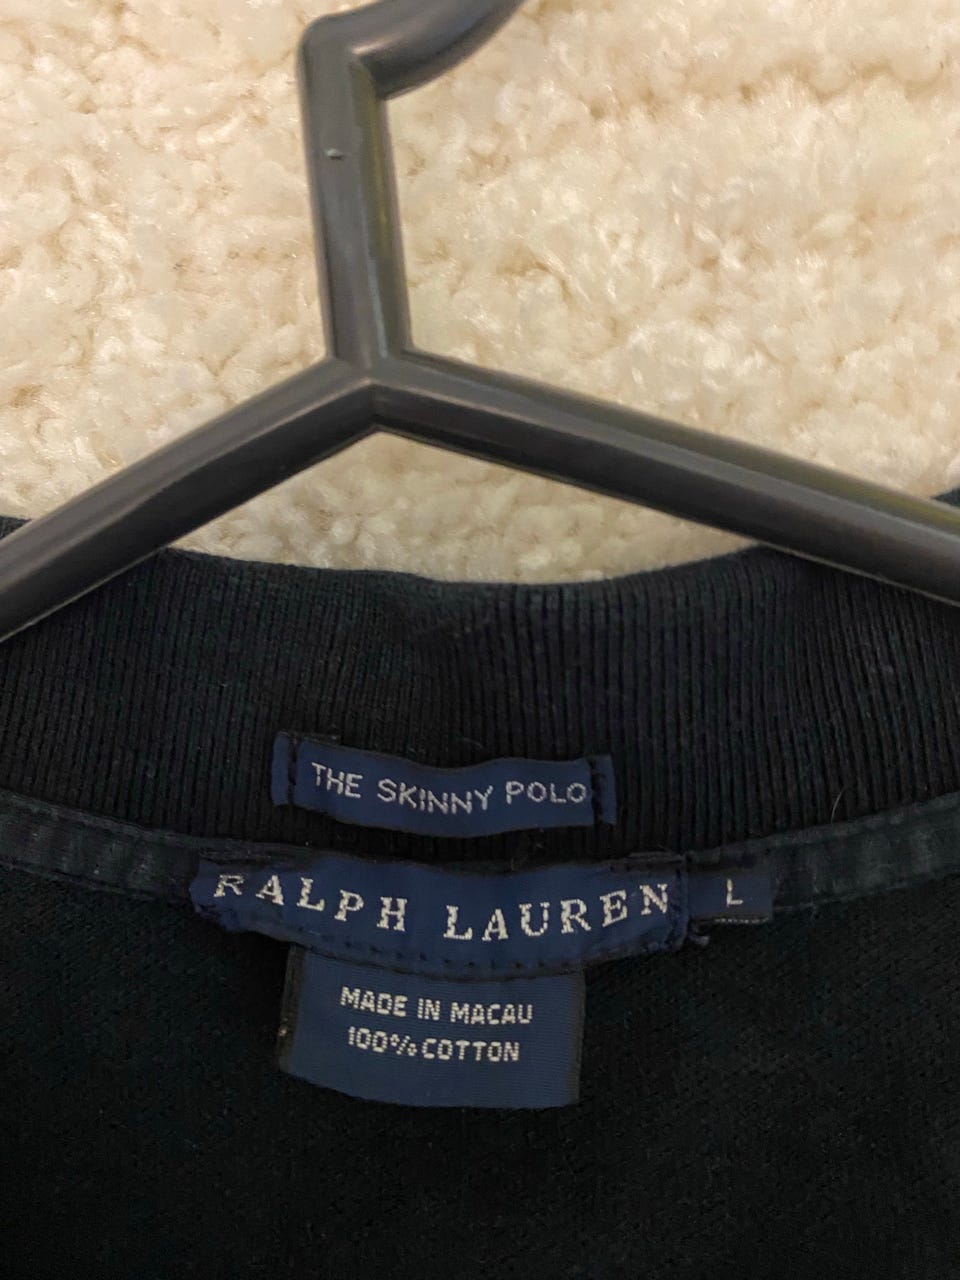 THE SKINNY POLO
RALPH LAUREN L
MADE IN MACAU
100% COTTON